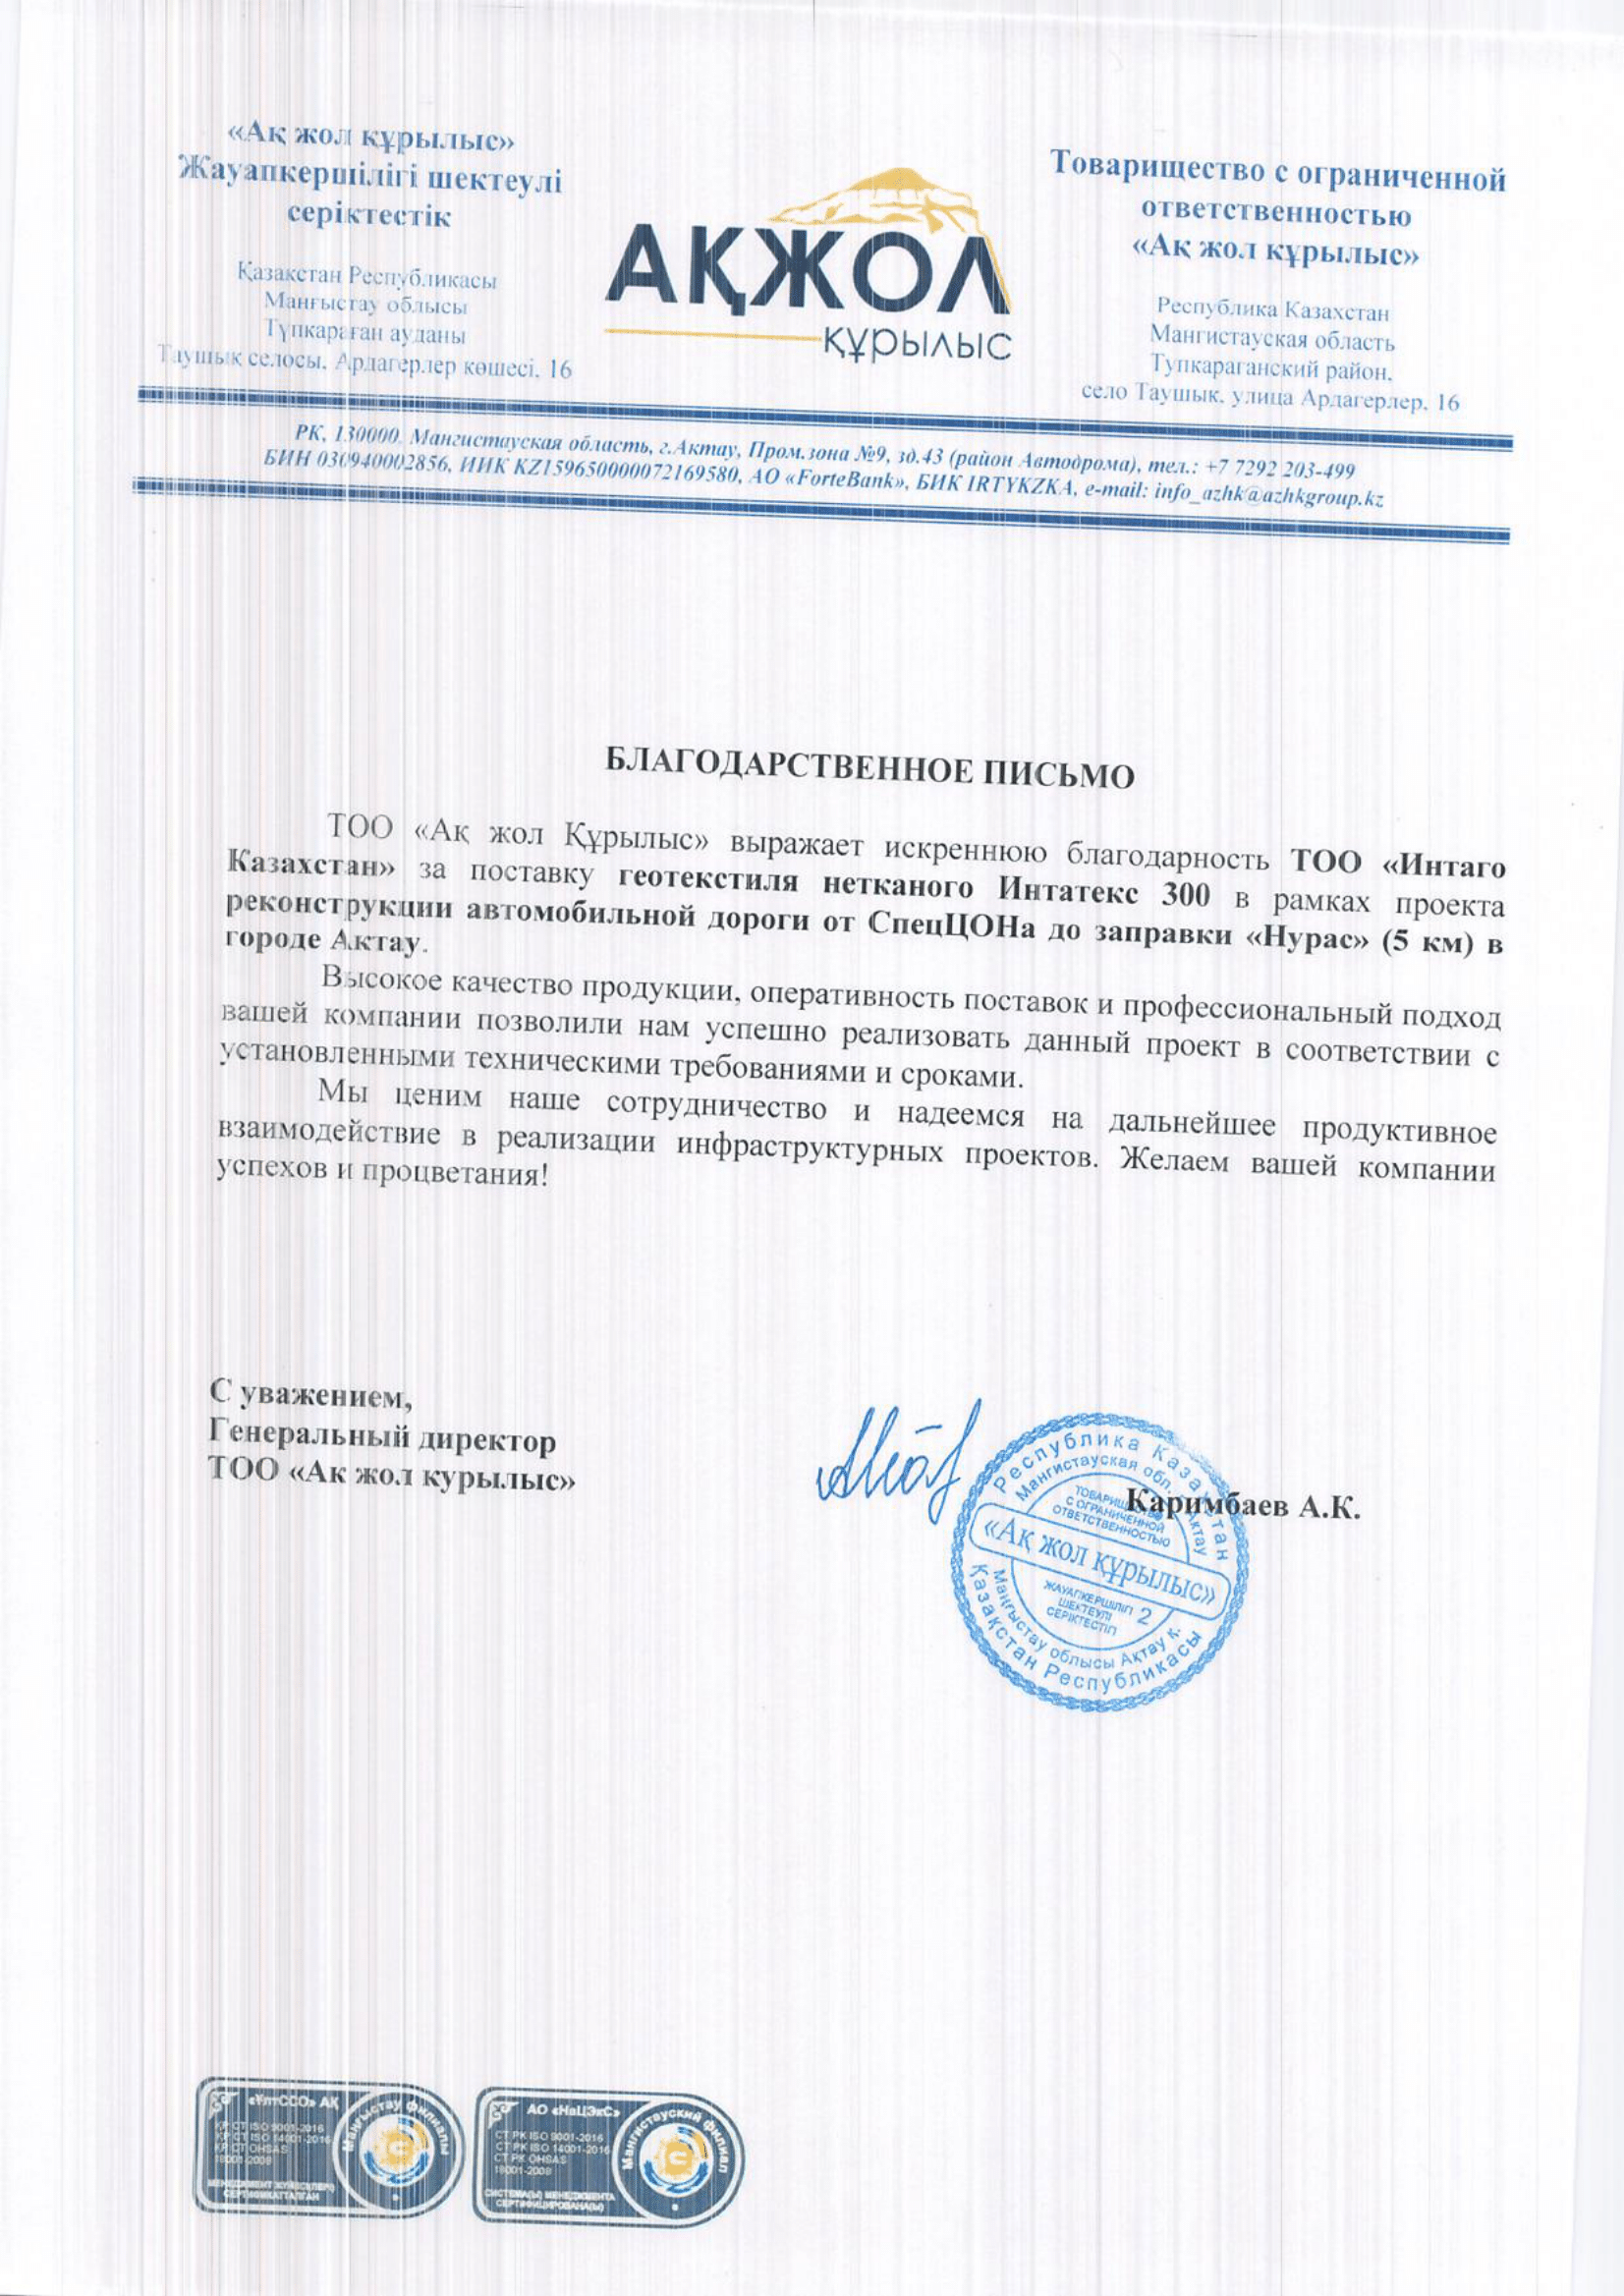 «Ақ жол құрылыс»
Жауапкершілігі шектеулі
серіктестік
Қазақстан Республикасы
Маңғыстау облысы
Түпқараған ауданы
Таушық селосы, Ардагерлер көшесі, 16
АҚЖОЛ
ҚҰРЫЛЫС
Товарищество с ограниченной
ответственностью
«Ақ жол құрылыс»
Республика Казахстан
Мангистауская область
Тупкараганский район,
село Таушык, улица Ардагерлер, 16
РК, 130000, Мангистауская область, г.Актау, Пром.зона №9, зд.43 (район Автодрома), тел.: +7 7292 203-499
БИН 030940002856, ИИК KZ159650000072169580, АО «ForteBank», БИК IRTYKZKA, e-mail: info_azhk@azhkgroup.kz
БЛАГОДАРСТВЕННОЕ ПИСЬМО
ТОО «Ақ жол Құрылыс» выражает искреннюю благодарность ТОО «Интаго
Казахстан» за поставку геотекстиля нетканого Интатекс 300 в рамках проекта
реконструкции автомобильной дороги от СпецЦОНа до заправки «Нурас» (5 км) в
городе Актау.
Высокое качество продукции, оперативность поставок и профессиональный подход
вашей компании позволили нам успешно реализовать данный проект в соответствии с
установленными техническими требованиями и сроками.
Мы ценим наше сотрудничество и надеемся на дальнейшее продуктивное
взаимодействие в реализации инфраструктурных проектов. Желаем вашей компании
успехов и процветания!
С уважением,
Генеральный директор
ТОО «Ак жол курылыс»
Каримбаев А.К.
Республика Казахстан
Мангистауская обл. г. Актау
ТОВАРИЩЕСТВО
С ОГРАНИЧЕННОЙ
ОТВЕТСТВЕННОСТЬЮ
«Ақ жол құрылыс»
ЖАУАПКЕРШІЛІГІ
ШЕКТЕУЛІ
СЕРІКТЕСТІГІ
2
Маңғыстау облысы Ақтау қ.
Қазақстан Республикасы
«ҰлтССО» АҚ
ҚР СТ ISO 9001-2016
ҚР СТ ISO 14001-2016
ҚР СТ OHSAS
18001-2008
МЕНЕДЖМЕНТ ЖҮЙЕСІ(ЛЕРІ)
СЕРТИФИКАТТАЛҒАН
Маңғыстау филиалы
АО «НаЦЭкС»
СТ РК ISO 9001-2016
СТ РК ISO 14001-2016
СТ РК OHSAS
18001-2008
СИСТЕМА(Ы) МЕНЕДЖМЕНТА
СЕРТИФИЦИРОВАНА(Ы)
Мангистауский филиал